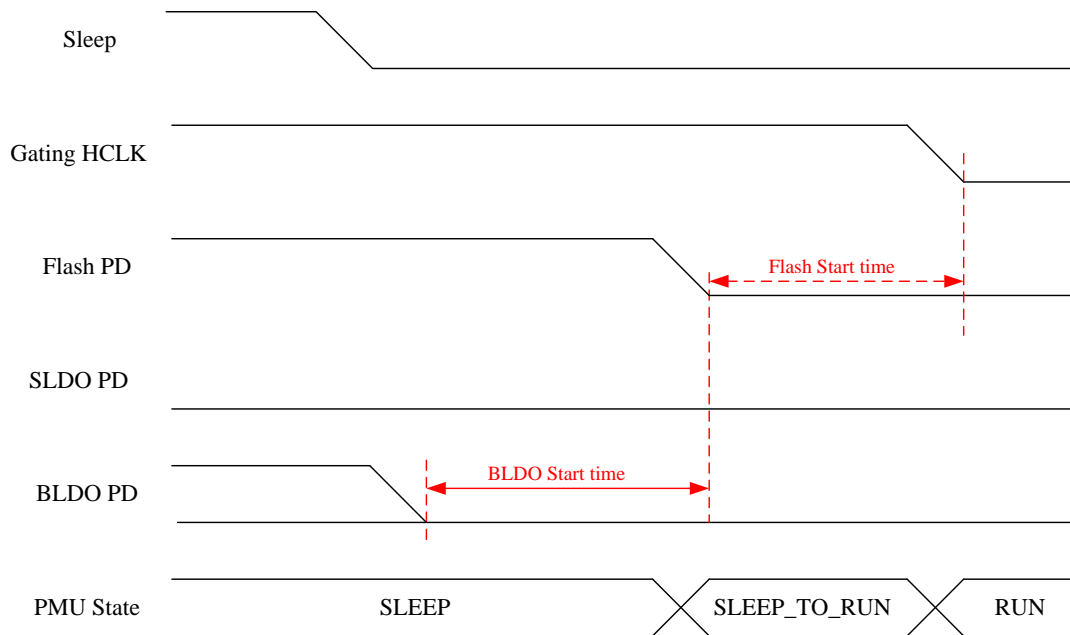 Sleep
Gating HCLK
Flash PD
Flash Start time
SLDO PD
BLDO PD
BLDO Start time
PMU State
SLEEP
SLEEP_TO_RUN
RUN